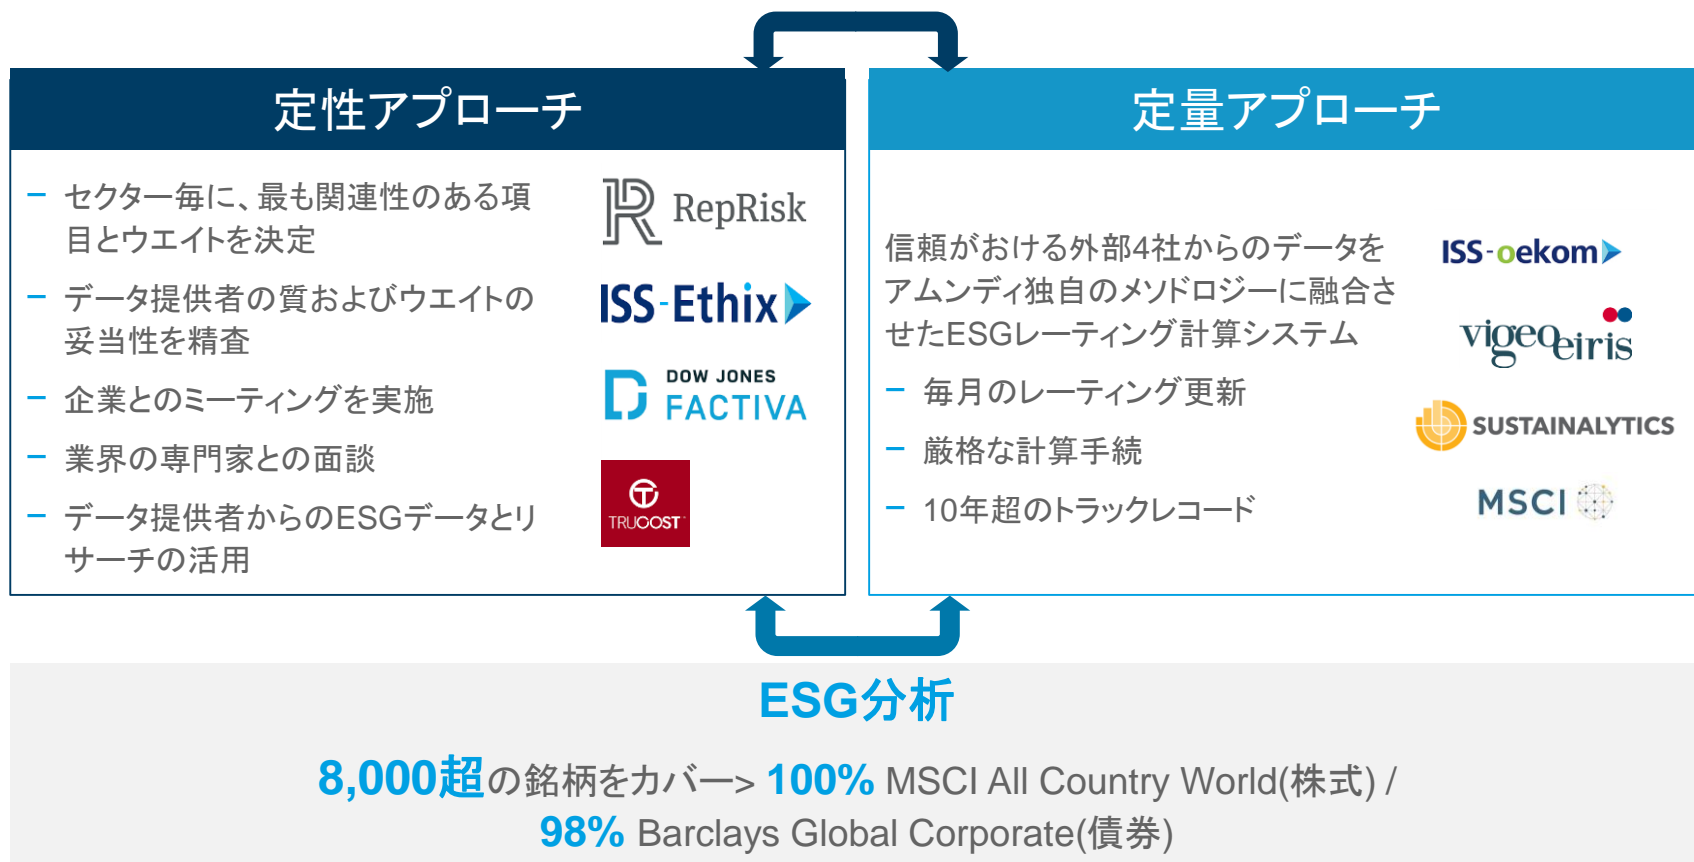 定性アプローチ
セクター毎に、最も関連性のある項
目とウエイトを決定
データ提供者の質およびウエイトの
妥当性を精査
企業とのミーティングを実施
業界の専門家との面談
データ提供者からのESGデータとリ
サーチの活用
RepRisk
ISS-Ethix
DOW JONES
FACTIVA
TRUCOST
定量アプローチ
信頼がおける外部4社からのデータを
アムンディ独自のメソドロジーに融合さ
せたESGレーティング計算システム
毎月のレーティング更新
厳格な計算手続
10年超のトラックレコード
ISS-oekom
vigeoeiris
SUSTAINALYTICS
MSCI
ESG分析
8,000超の銘柄をカバー> 100% MSCI All Country World(株式) /
98% Barclays Global Corporate(債券)